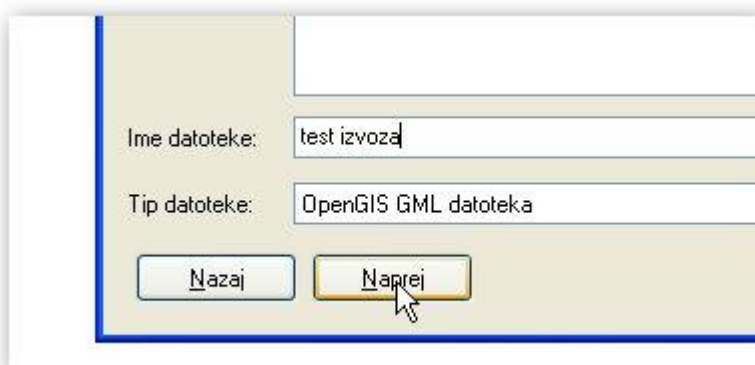 Ime datoteke: test izvoza
Tip datoteke: OpenGIS GML datoteka
Nazaj Naprej